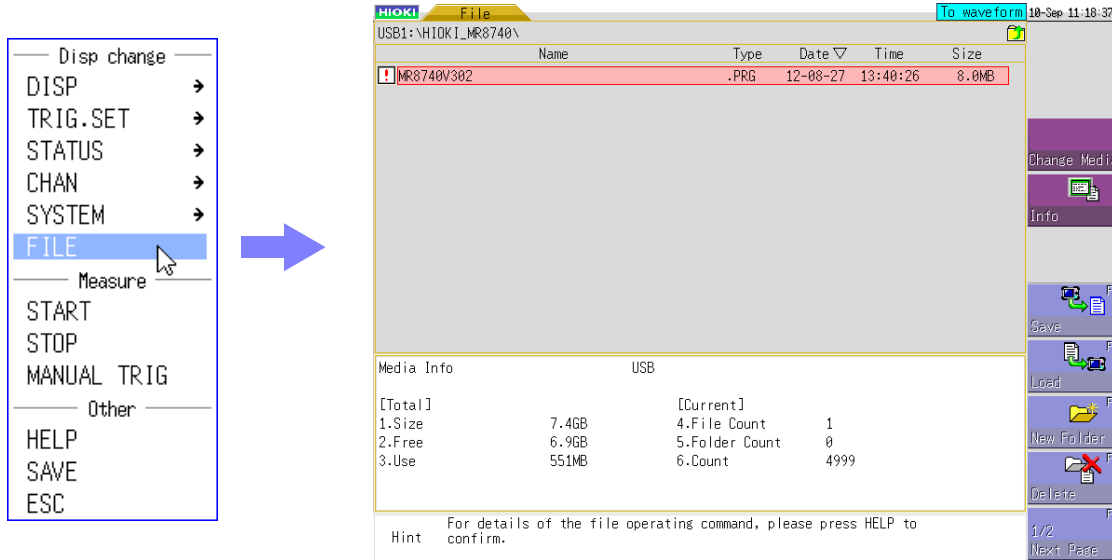 Disp change
DISP
TRIG.SET
STATUS
CHAN
SYSTEM
FILE
Measure
START
STOP
MANUAL TRIG
Other
HELP
SAVE
ESC
HIOKI File To waveform 10-Sep 11:18:37
USB1:\HIOKI_MR8740\
Name Type Date ▽ Time Size
! MR8740V302 .PRG 12-08-27 13:40:26 8.0MB
Change Medi
Info
Save
Load
New Folder
Delete
1/2
Next Page
Media Info USB
[Total] [Current]
1.Size 7.4GB 4.File Count 1
2.Free 6.9GB 5.Folder Count 0
3.Use 551MB 6.Count 4999
Hint For details of the file operating command, please press HELP to
confirm.